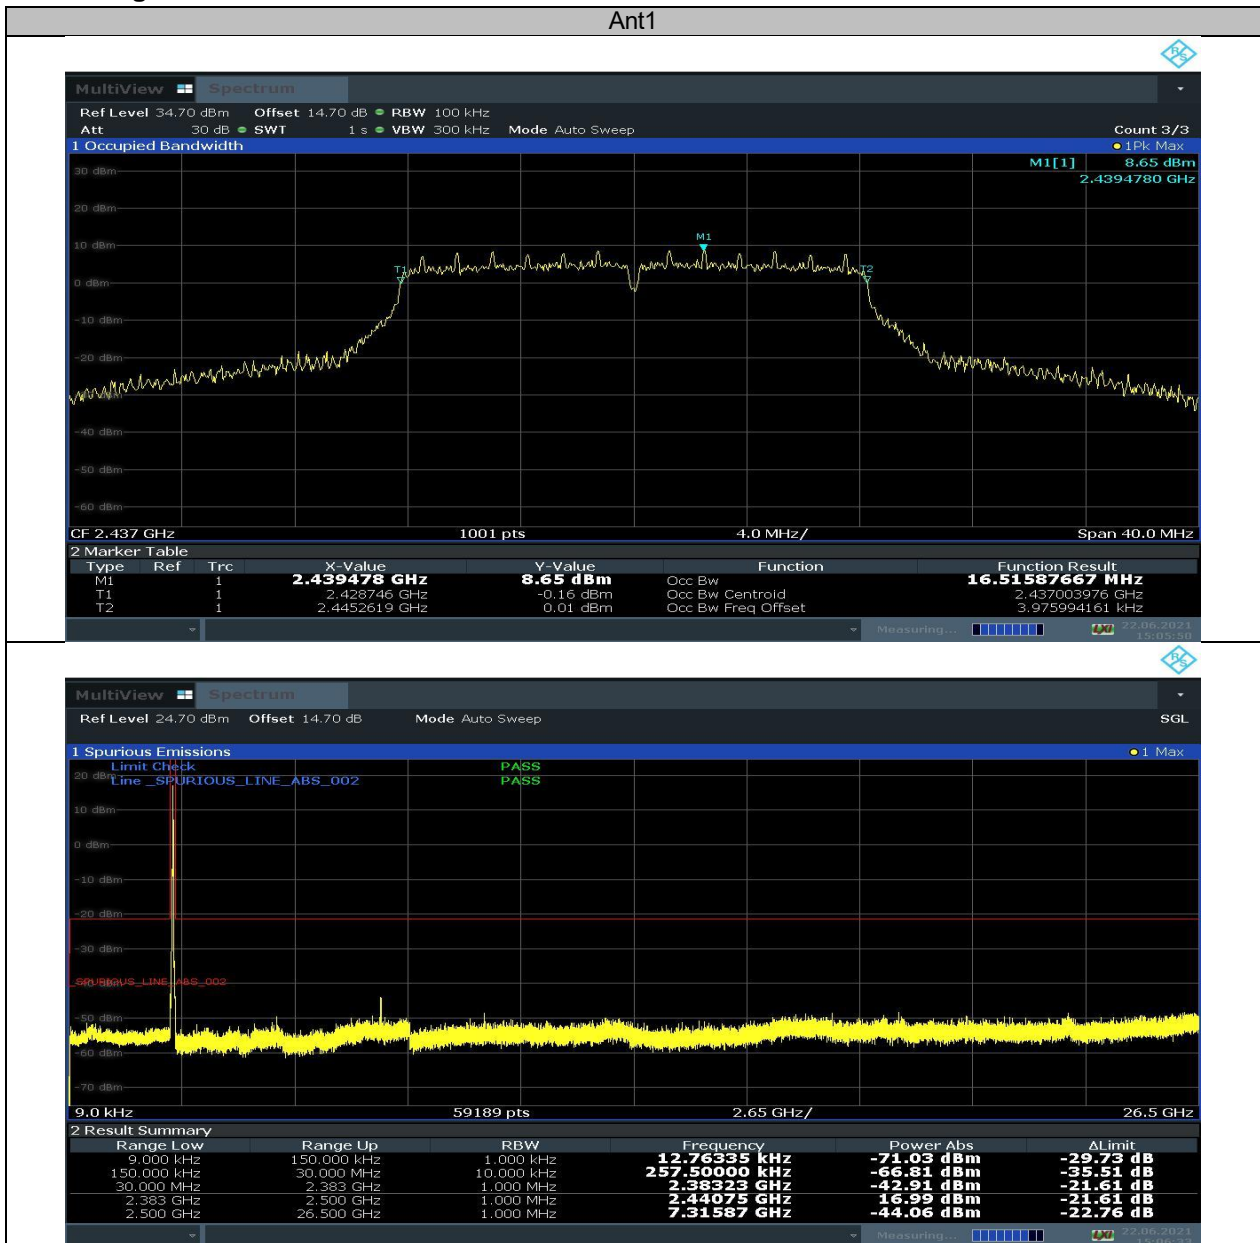 Ant1
MultiView Spectrum
Ref Level 34.70 dBm Offset 14.70 dB RBW 100 kHz
Att 30 dB SWT 1 s VBW 300 kHz Mode Auto Sweep Count 3/3
1 Occupied Bandwidth 1Pk Max
M1[1] 8.65 dBm
2.4394780 GHz
30 dBm
20 dBm
10 dBm
M1
T1
T2
0 dBm
-10 dBm
-20 dBm
-40 dBm
-50 dBm
-60 dBm
CF 2.437 GHz 1001 pts 4.0 MHz/ Span 40.0 MHz
2 Marker Table
Type Ref Trc X-Value Y-Value Function Function Result
M1 1 2.439478 GHz 8.65 dBm Occ Bw 16.51587667 MHz
T1 1 2.428746 GHz -0.16 dBm Occ Bw Centroid 2.437003976 GHz
T2 1 2.4452619 GHz 0.01 dBm Occ Bw Freq Offset 3.975994161 kHz
Measuring... 22.06.2021
15:05:50
MultiView Spectrum
Ref Level 24.70 dBm Offset 14.70 dB Mode Auto Sweep SGL
1 Spurious Emissions 1 Max
Limit Check PASS
20 dBm Line _SPURIOUS_LINE_ABS_002 PASS
10 dBm
0 dBm
-10 dBm
-20 dBm
-30 dBm
_SPURIOUS_LINE_ABS_002
-50 dBm
-60 dBm
-70 dBm
9.0 kHz 59189 pts 2.65 GHz/ 26.5 GHz
2 Result Summary
Range Low Range Up RBW Frequency Power Abs ΔLimit
9.000 kHz 150.000 kHz 1.000 kHz 12.76335 kHz -71.03 dBm -29.73 dB
150.000 kHz 30.000 MHz 10.000 kHz 257.50000 kHz -66.81 dBm -35.51 dB
30.000 MHz 2.383 GHz 1.000 MHz 2.38323 GHz -42.91 dBm -21.61 dB
2.383 GHz 2.500 GHz 1.000 MHz 2.44075 GHz 16.99 dBm -21.61 dB
2.500 GHz 26.500 GHz 1.000 MHz 7.31587 GHz -44.06 dBm -22.76 dB
Measuring... 22.06.2021